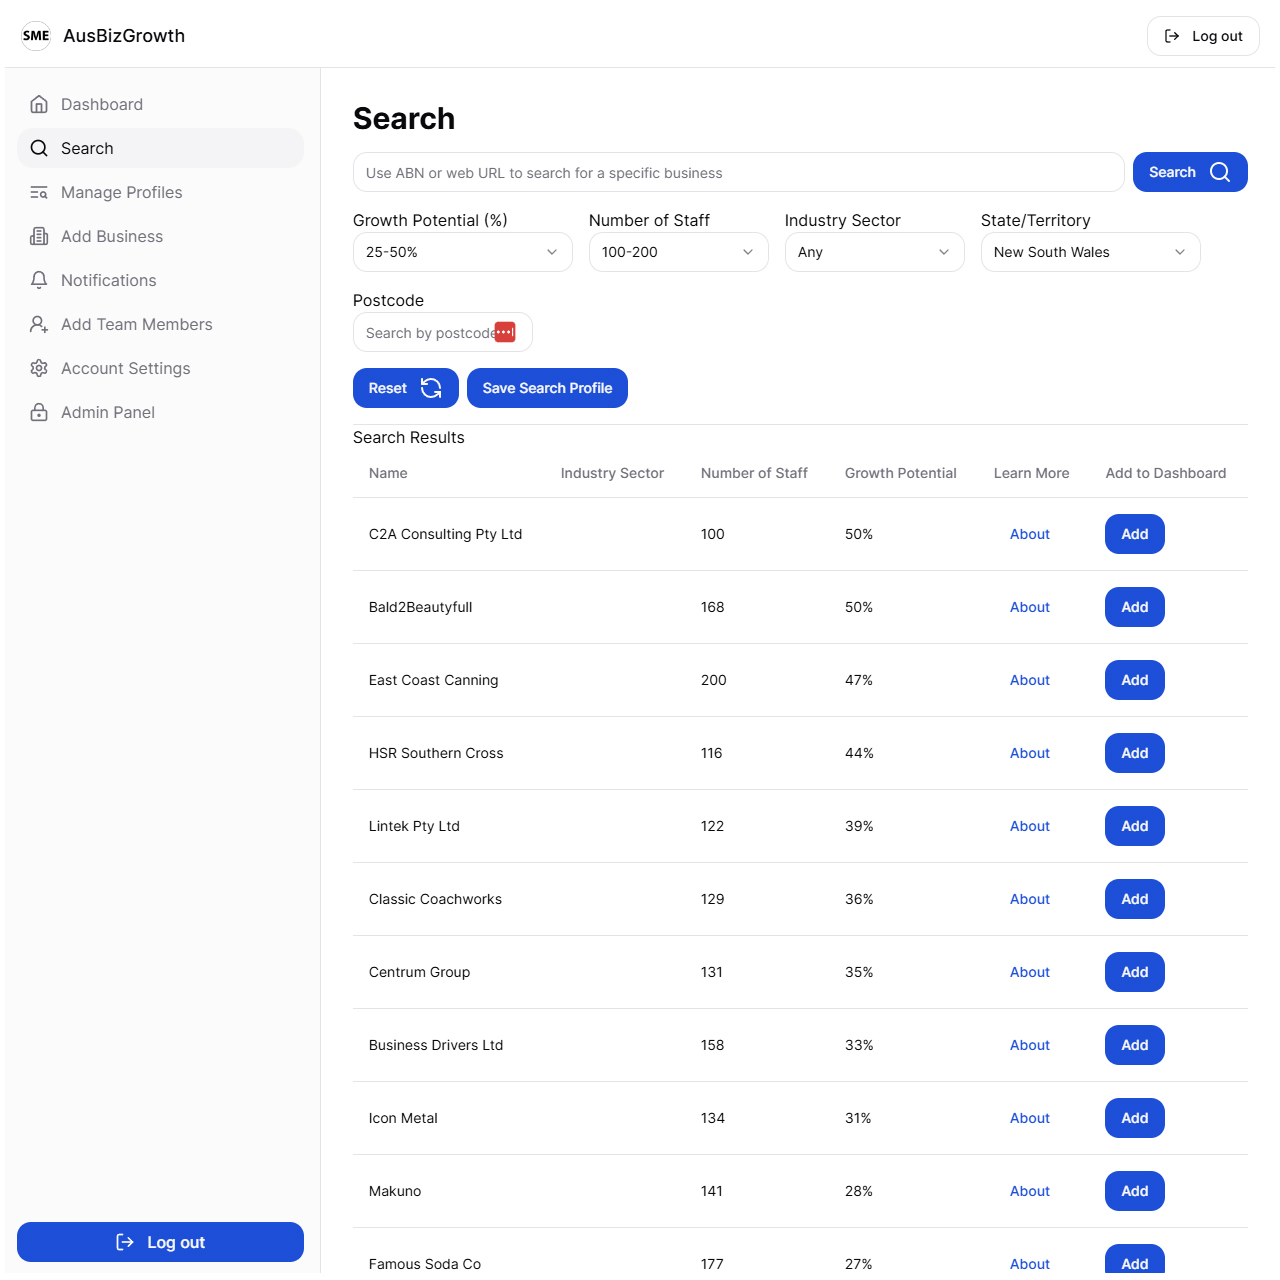 SME AusBizGrowth
Log out
Dashboard
Search
Manage Profiles
Add Business
Notifications
Add Team Members
Account Settings
Admin Panel
Log out
Search
Use ABN or web URL to search for a specific business
Search
Growth Potential (%) Number of Staff Industry Sector State/Territory
25-50% 100-200 Any New South Wales
Postcode
Search by postcode
Reset Save Search Profile
Search Results
Name Industry Sector Number of Staff Growth Potential Learn More Add to Dashboard
C2A Consulting Pty Ltd 100 50% About Add
Bald2Beautyfull 168 50% About Add
East Coast Canning 200 47% About Add
HSR Southern Cross 116 44% About Add
Lintek Pty Ltd 122 39% About Add
Classic Coachworks 129 36% About Add
Centrum Group 131 35% About Add
Business Drivers Ltd 158 33% About Add
Icon Metal 134 31% About Add
Makuno 141 28% About Add
Famous Soda Co 177 27% About Add